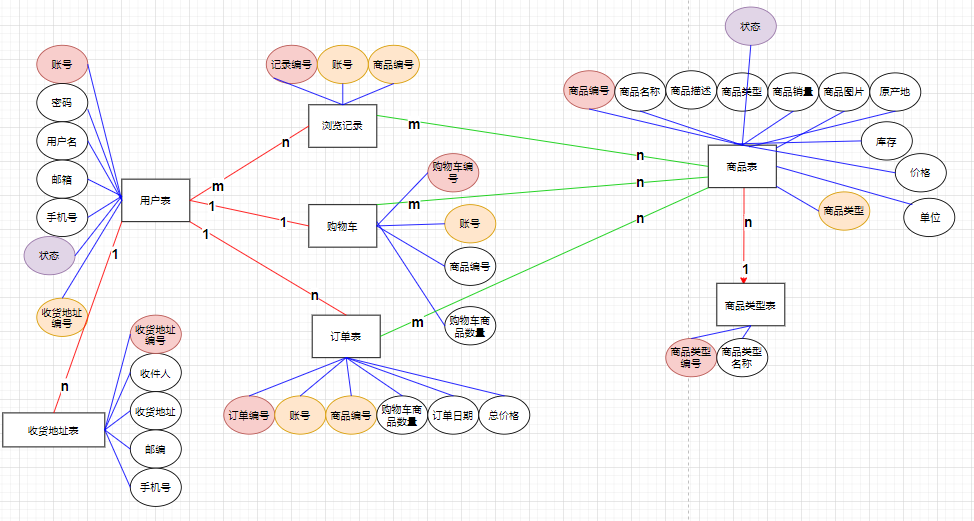 状态
账号
密码
用户名
邮箱
手机号
状态
收货地址
编号
用户表
记录编号
账号
商品编号
浏览记录
购物车编
号
账号
商品编号
购物车商
品数量
购物车
订单表
订单编号
账号
商品编号
购物车商
品数量
订单日期
总价格
商品编号
商品名称
商品描述
商品类型
商品销量
商品图片
原产地
库存
价格
单位
商品类型
商品表
商品类型表
商品类型
编号
商品类型
名称
收货地址
编号
收件人
收货地址
邮编
手机号
收货地址表
m
n
1
1
1
n
1
n
m
n
m
n
m
n
n
1